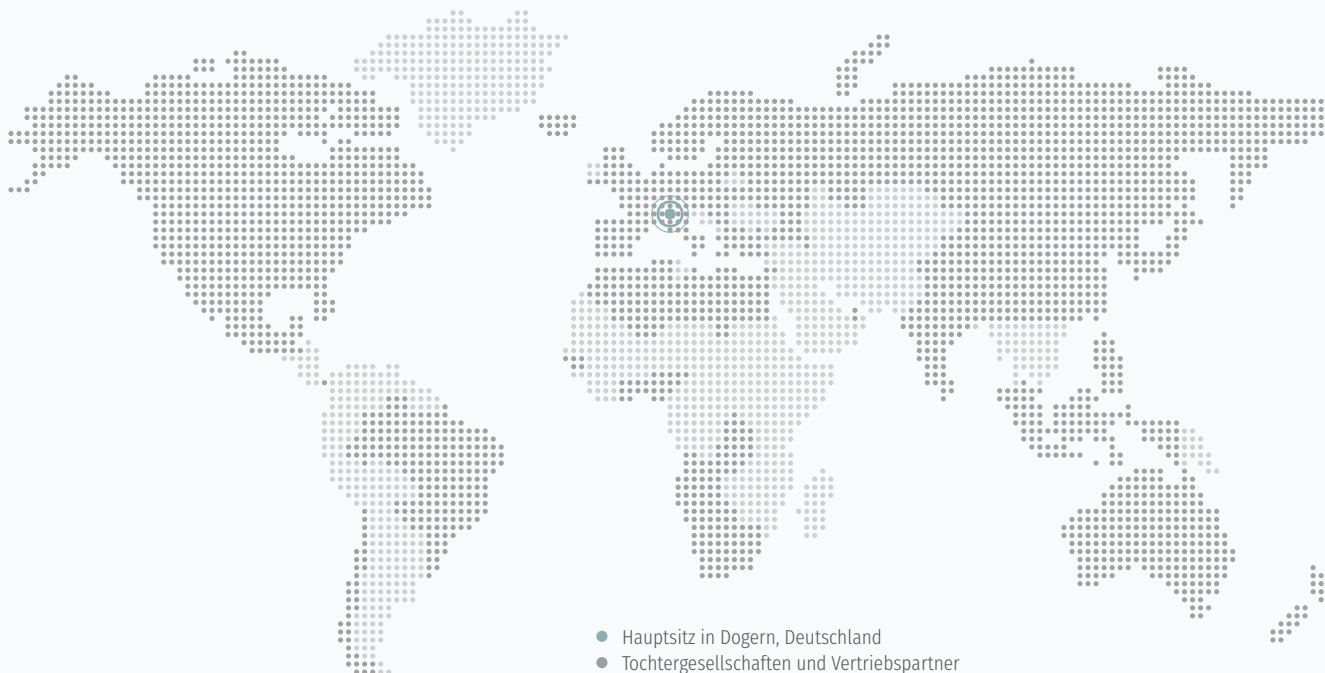 Hauptsitz in Dogern, Deutschland
Tochtergesellschaften und Vertriebspartner